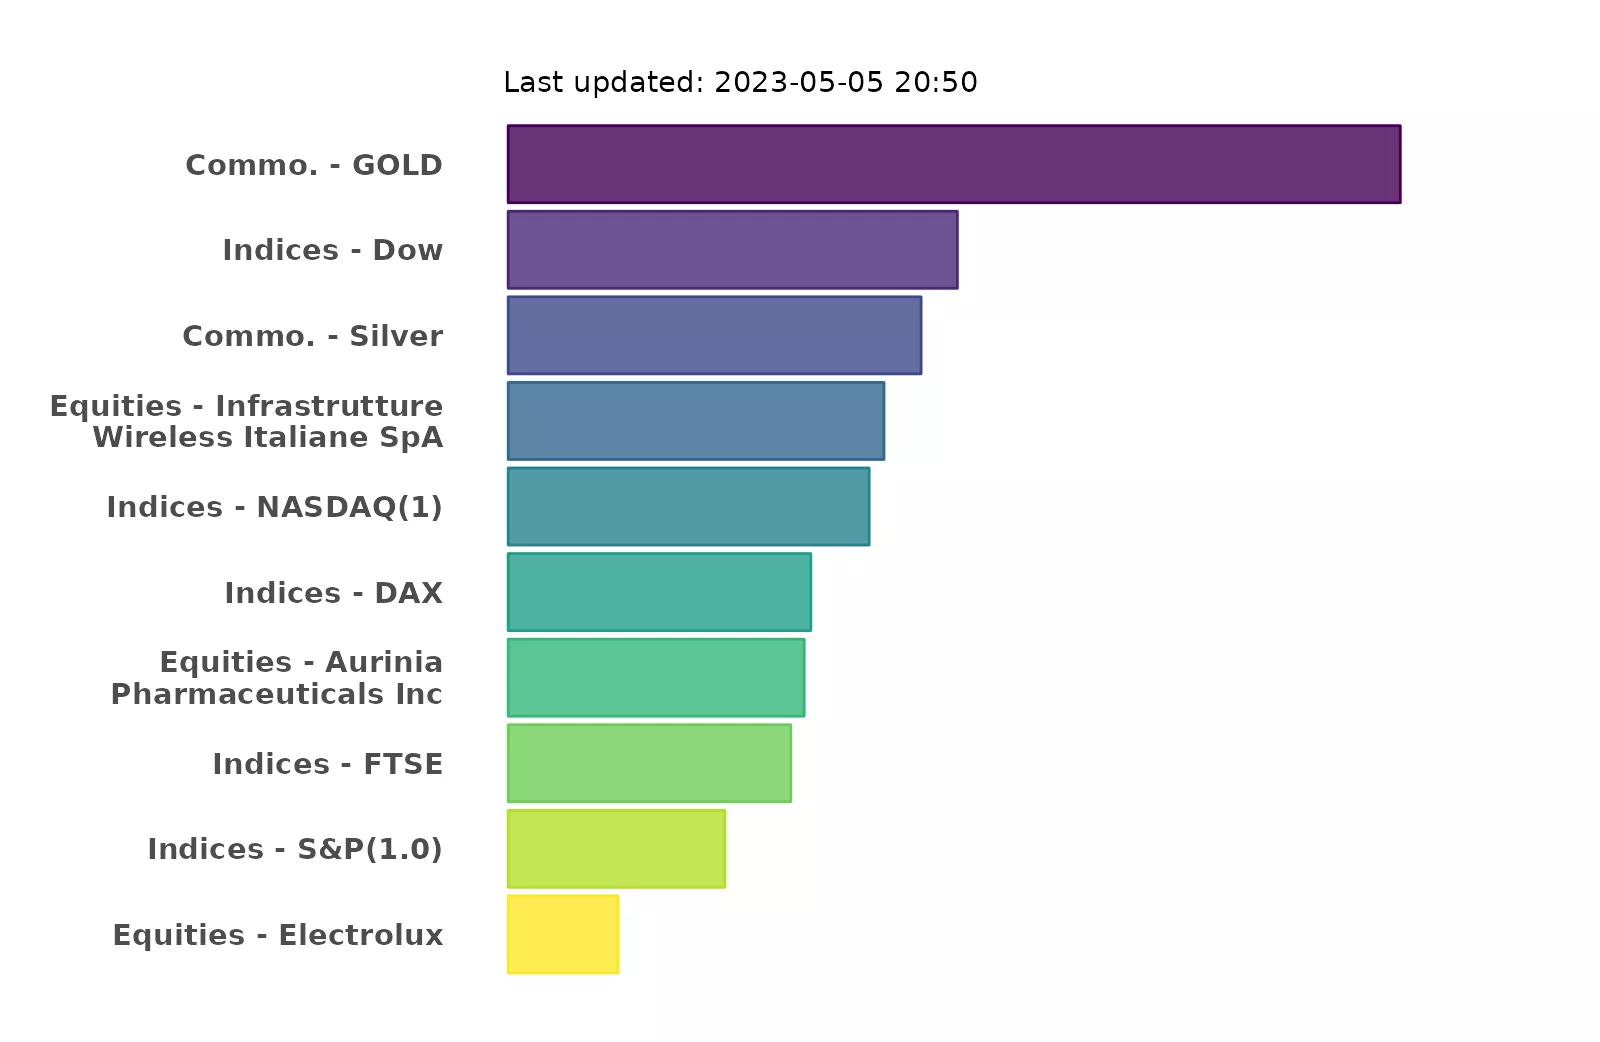 Last updated: 2023-05-05 20:50
Commo. - GOLD
Indices - Dow
Commo. - Silver
Equities - Infrastrutture
Wireless Italiane SpA
Indices - NASDAQ(1)
Indices - DAX
Equities - Aurinia
Pharmaceuticals Inc
Indices - FTSE
Indices - S&P(1.0)
Equities - Electrolux